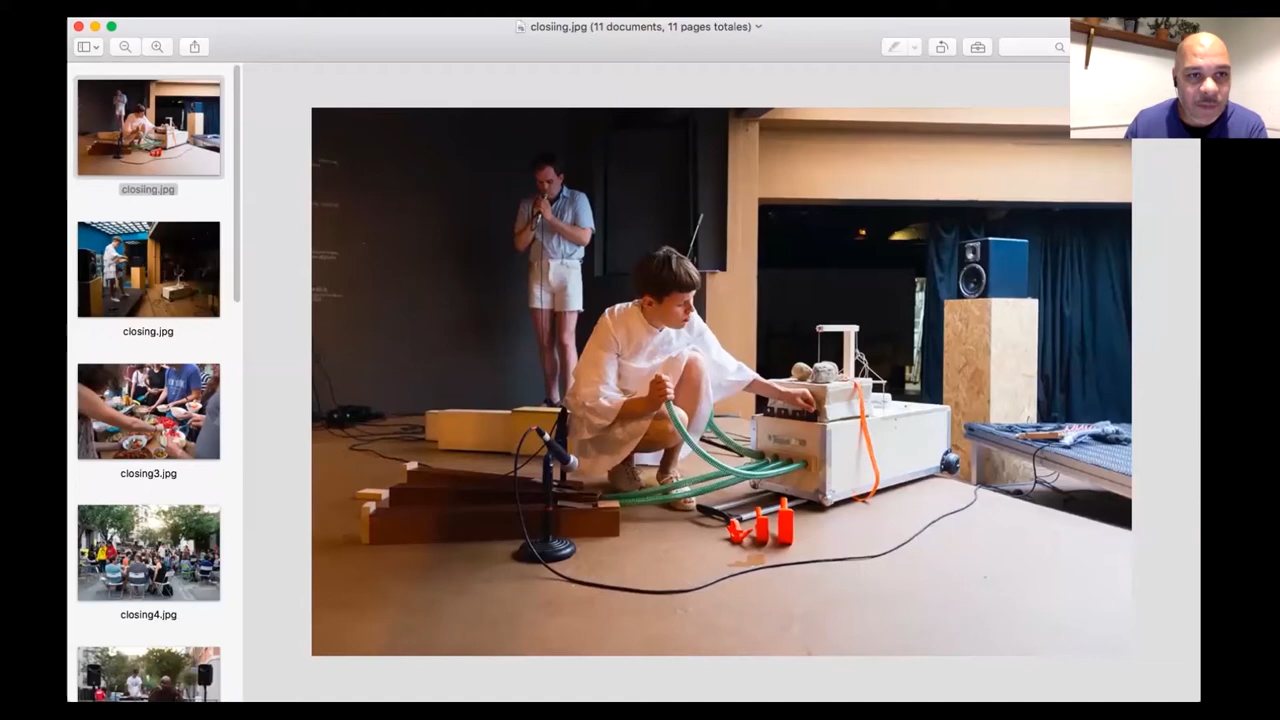 closiing.jpg (11 documents, 11 pages totales)
closiing.jpg
closing.jpg
closing3.jpg
closing4.jpg